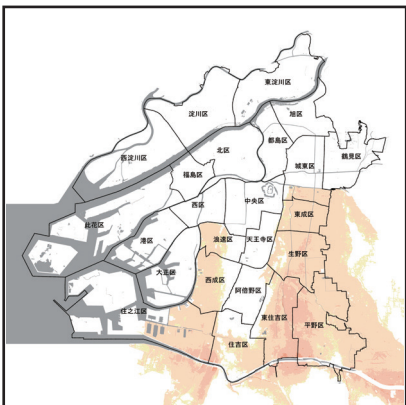 東淀川区
淀川区
旭区
西淀川区
北区
都島区
鶴見区
城東区
福島区
中央区
西区
此花区
東成区
港区
浪速区
天王寺区
生野区
大正区
西成区
阿倍野区
住之江区
東住吉区
平野区
住吉区